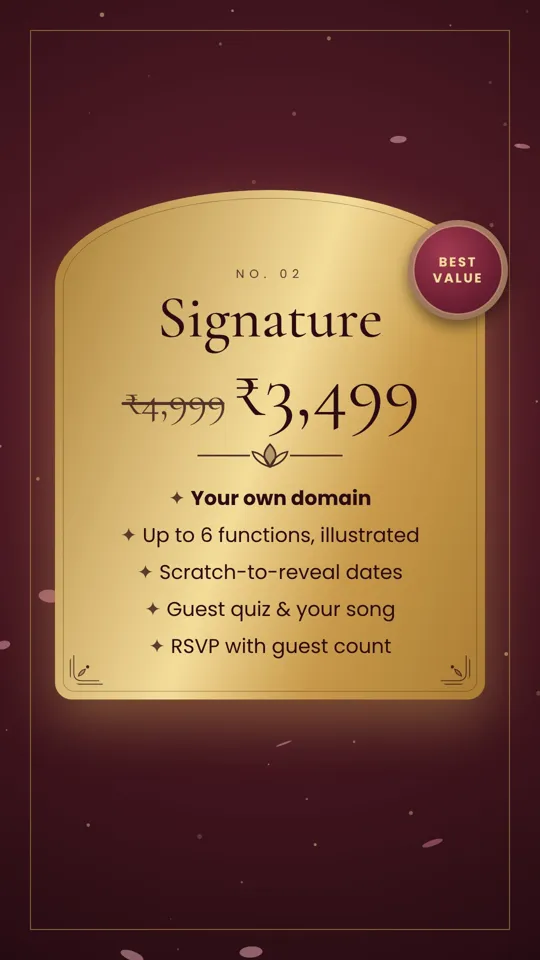 BEST
VALUE
NO. 02
Signature
₹4,999 ₹3,499
✦ Your own domain
✦ Up to 6 functions, illustrated
✦ Scratch-to-reveal dates
✦ Guest quiz & your song
✦ RSVP with guest count